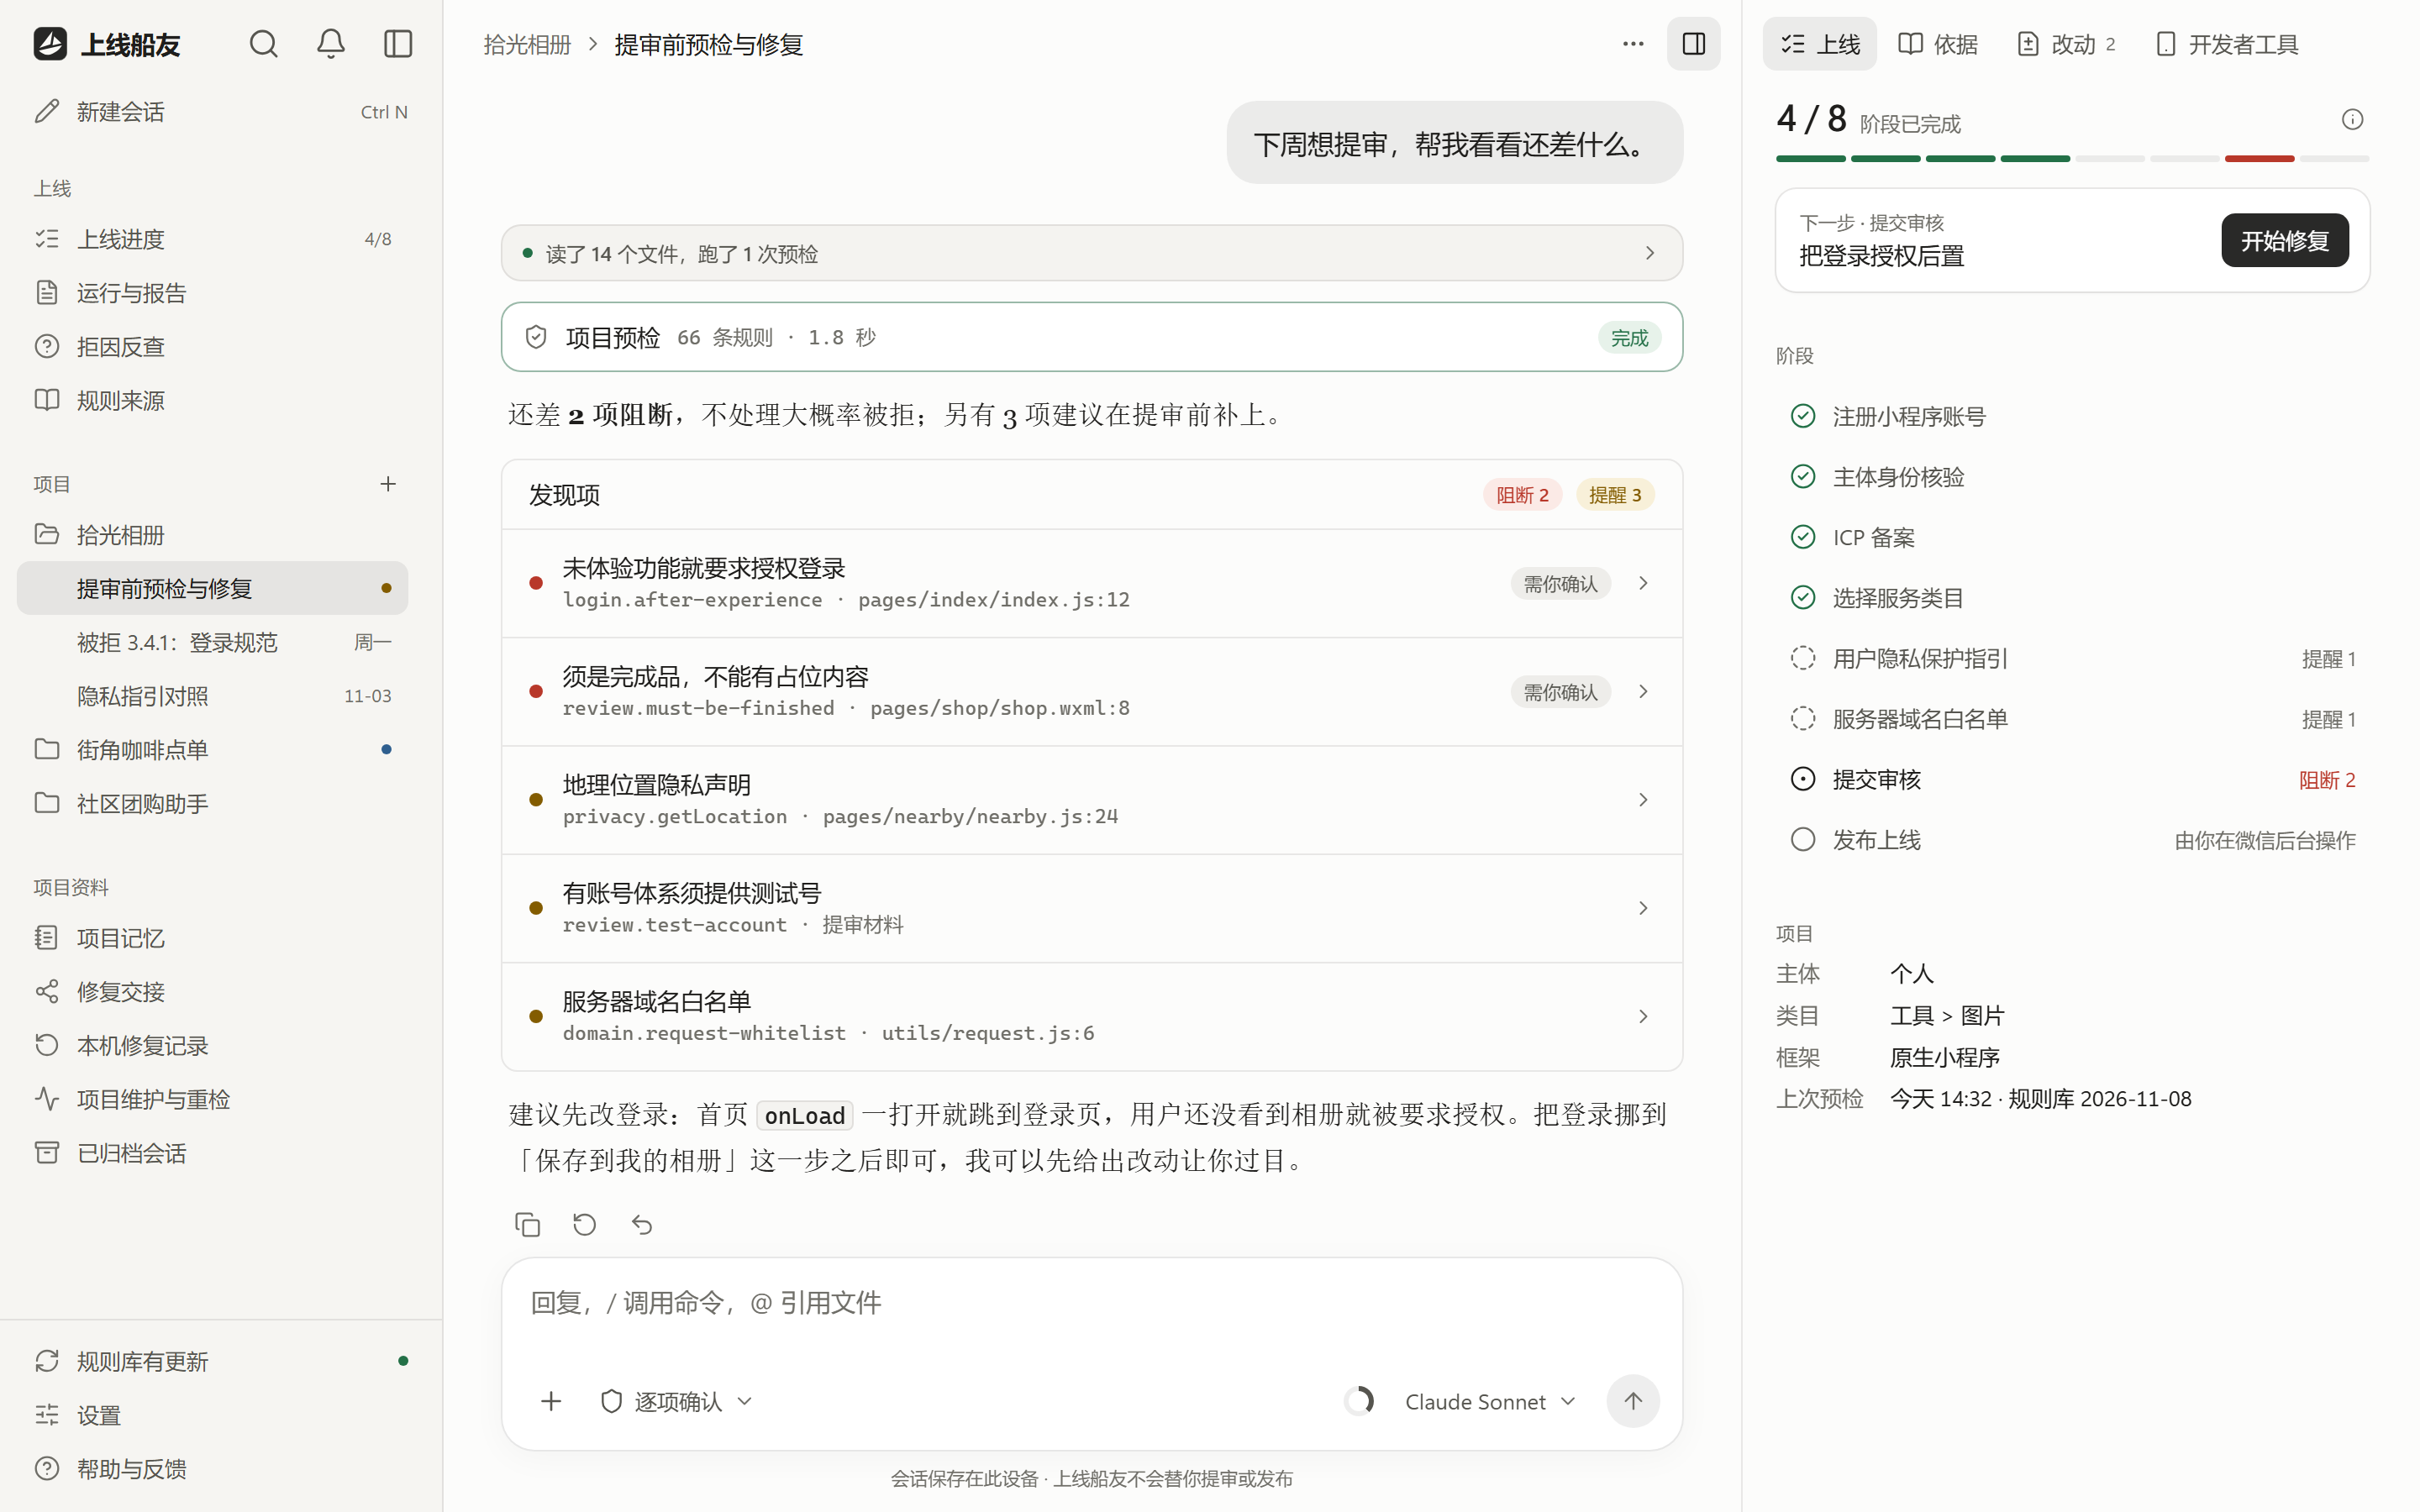 上线船友
新建会话 Ctrl N
上线
上线进度 4/8
运行与报告
拒因反查
规则来源
项目
拾光相册
提审前预检与修复
被拒 3.4.1：登录规范 周一
隐私指引对照 11-03
街角咖啡点单
社区团购助手
项目资料
项目记忆
修复交接
本机修复记录
项目维护与重检
已归档会话
规则库有更新
设置
帮助与反馈
拾光相册 > 提审前预检与修复
下周想提审，帮我看看还差什么。
读了 14 个文件，跑了 1 次预检
项目预检 66 条规则 · 1.8 秒 完成
还差 2 项阻断，不处理大概率被拒；另有 3 项建议在提审前补上。
发现项 阻断 2 提醒 3
未体验功能就要求授权登录
login.after-experience · pages/index/index.js:12
需你确认
须是完成品，不能有占位内容
review.must-be-finished · pages/shop/shop.wxml:8
需你确认
地理位置隐私声明
privacy.getLocation · pages/nearby/nearby.js:24
有账号体系须提供测试号
review.test-account · 提审材料
服务器域名白名单
domain.request-whitelist · utils/request.js:6
建议先改登录：首页 onLoad 一打开就跳到登录页，用户还没看到相册就被要求授权。把登录挪到
「保存到我的相册」这一步之后即可，我可以先给出改动让你过目。
回复，/ 调用命令，@ 引用文件
逐项确认 Claude Sonnet
会话保存在此设备 · 上线船友不会替你提审或发布
上线 依据 改动 2 开发者工具
4 / 8 阶段已完成
下一步 · 提交审核
把登录授权后置
开始修复
阶段
注册小程序账号
主体身份核验
ICP 备案
选择服务类目
用户隐私保护指引 提醒 1
服务器域名白名单 提醒 1
提交审核 阻断 2
发布上线 由你在微信后台操作
项目
主体 个人
类目 工具 > 图片
框架 原生小程序
上次预检 今天 14:32 · 规则库 2026-11-08